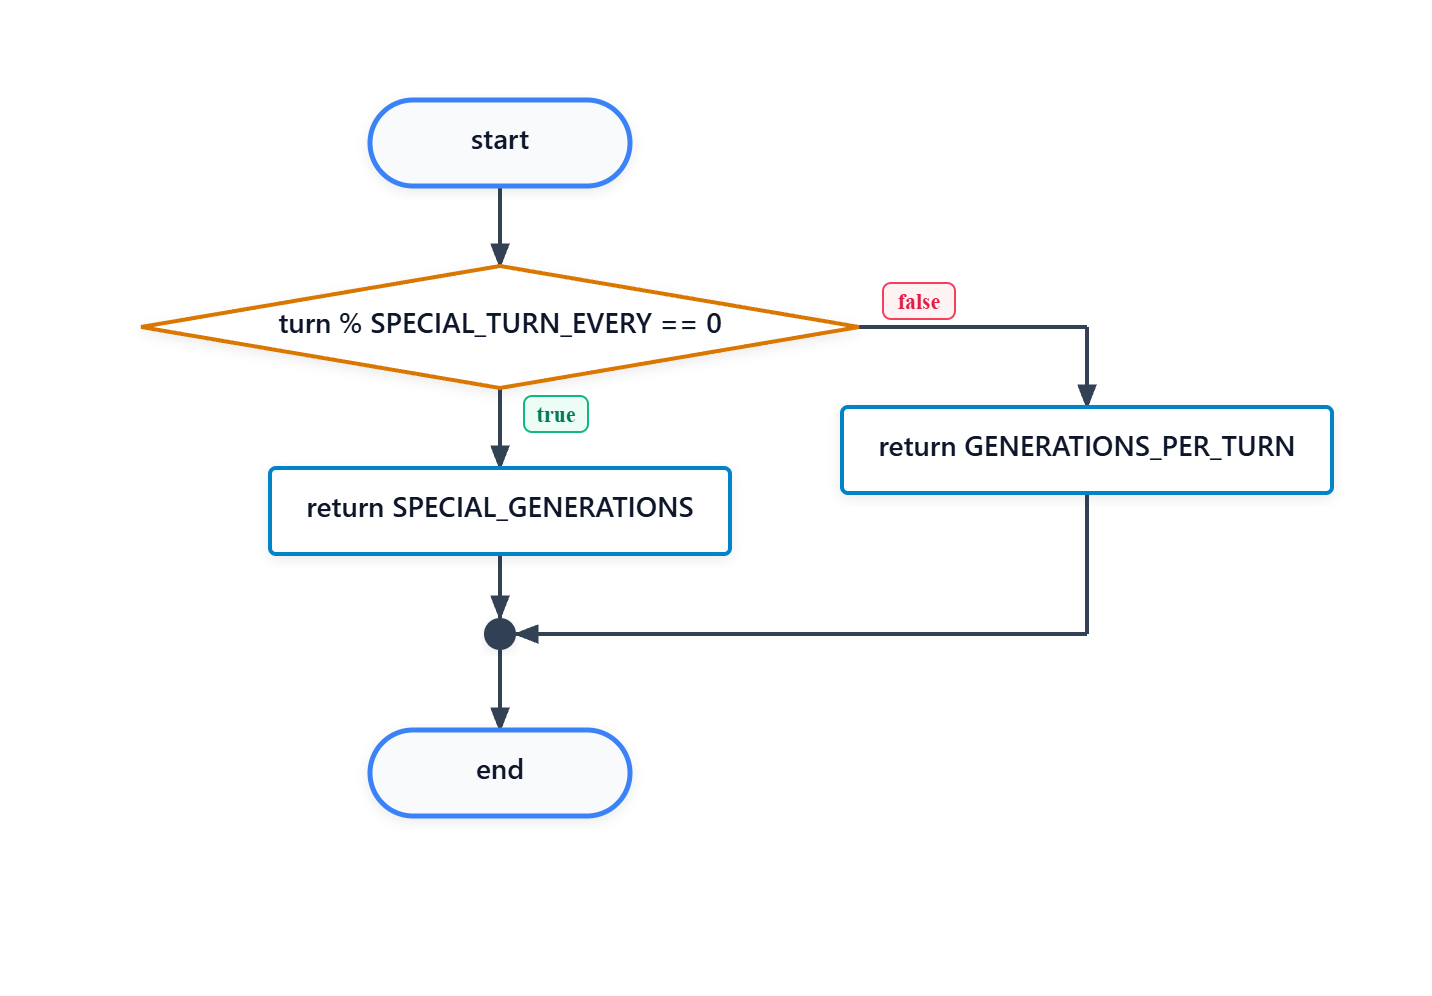 start
turn % SPECIAL_TURN_EVERY == 0
false
true
return GENERATIONS_PER_TURN
return SPECIAL_GENERATIONS
end